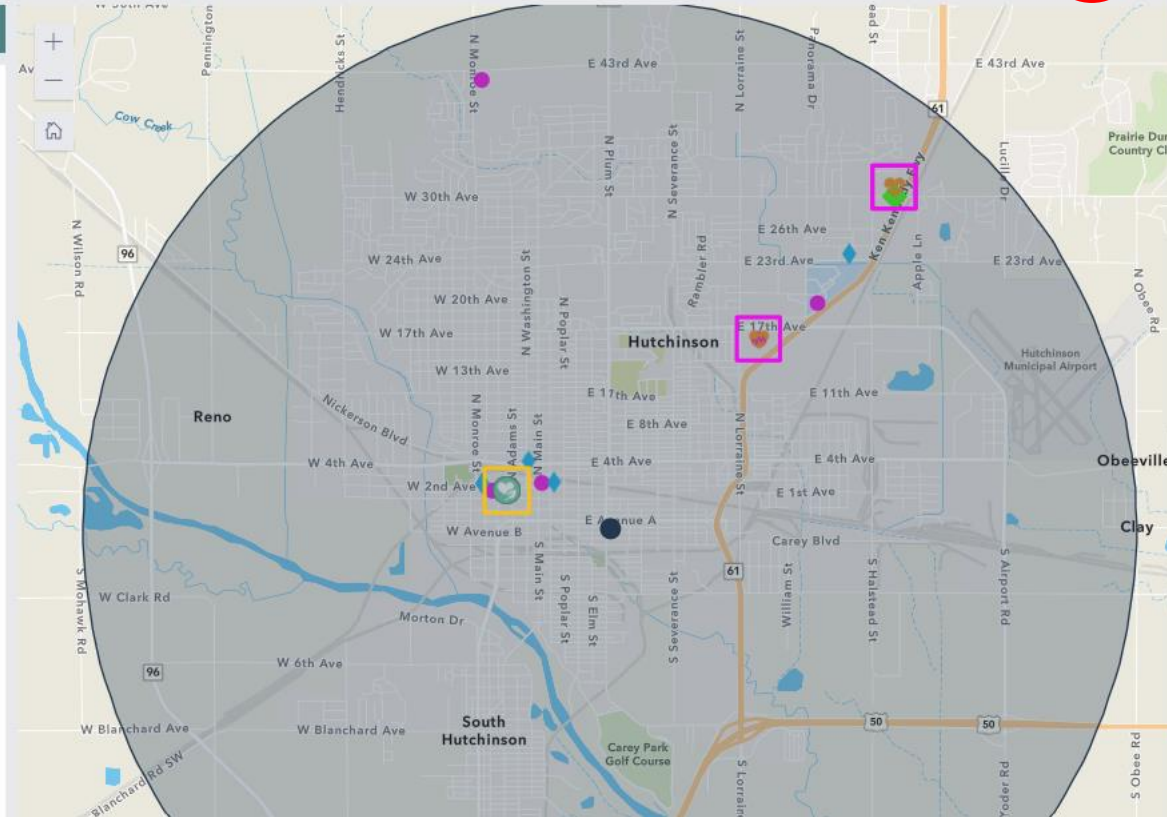 E 43rd Ave
E 43rd Ave
Pennington
Hendricks St
N Monroe St
N Lorraine St
Panorama Dr
61
Cow Creek
N Plum St
N Severance St
Lucille Dr
Prairie Dun
Country Cl
W 30th Ave
Ken Kennedy Fwy
N Wilson Rd
96
E 26th Ave
W 24th Ave
E 23rd Ave
E 23rd Ave
Rambler Rd
Apple Ln
N Washington St
N Obee Rd
W 20th Ave
N Poplar St
W 17th Ave
E 17th Ave
Hutchinson
Hutchinson
Municipal Airport
W 13th Ave
E 11th Ave
E 11th Ave
Nickerson Blvd
Reno
N Monroe St
N Adams St
N Main St
E 8th Ave
N Lorraine St
W 4th Ave
E 4th Ave
E 4th Ave
Obeeville
W 2nd Ave
E 1st Ave
W Avenue B
E Avenue A
Clay
Carey Blvd
S Mohawk Rd
S Main St
S Poplar St
S Elm St
S Severance St
61
William St
S Halstead St
S Airport Rd
W Clark Rd
Morton Dr
W 6th Ave
96
W Blanchard Ave
W Blanchard Ave
South
Hutchinson
50
50
Carey Park
Golf Course
Blanchard Rd SW
S Lorraine
Yoder Rd
S Obee Rd